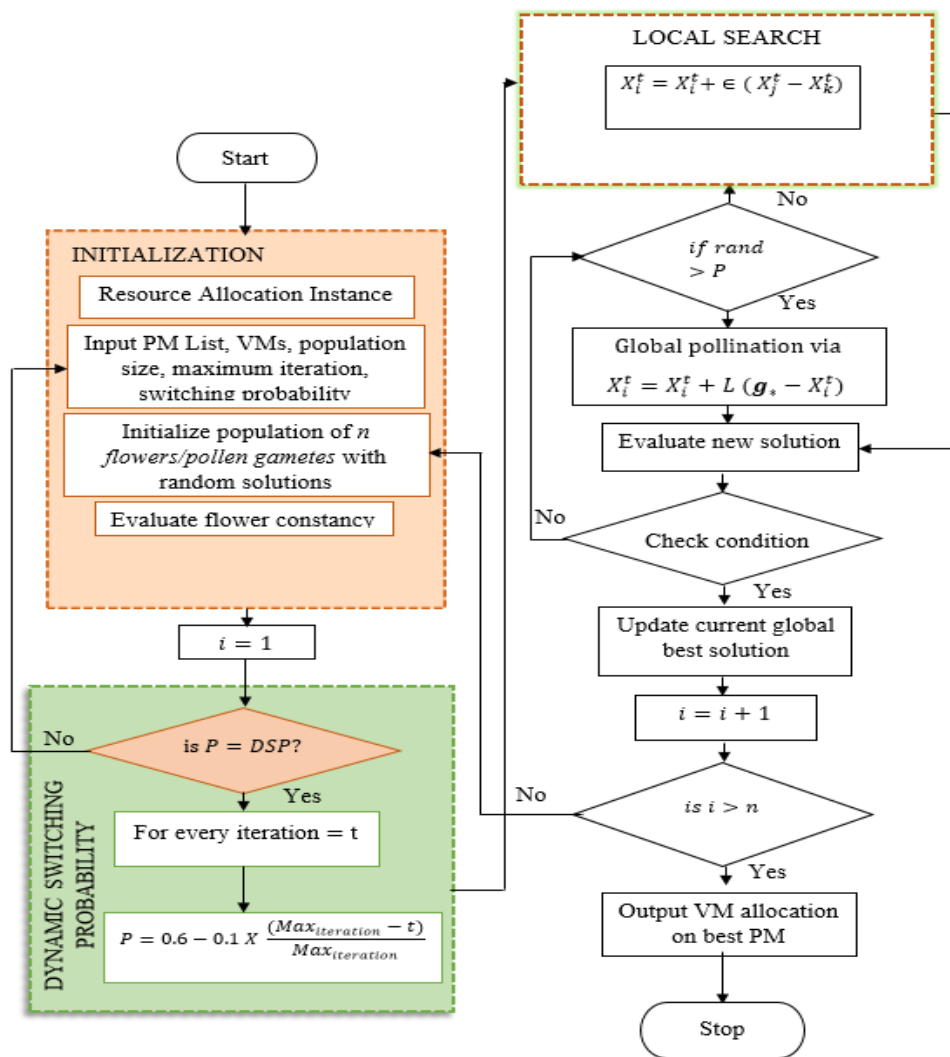 Start
INITIALIZATION
Resource Allocation Instance
Input PM List, VMs, population
size, maximum iteration,
switching probability
Initialize population of n
flowers/pollen gametes with
random solutions
Evaluate flower constancy
i = 1
DYNAMIC SWITCHING
PROBABILITY
is P = DSP?
No
Yes
For every iteration = t
P = 0.6 − 0.1 X (Max_iteration − t) / Max_iteration
LOCAL SEARCH
X_i^t = X_i^t + ∈ (X_j^t − X_k^t)
No
if rand
> P
Yes
Global pollination via
X_i^t = X_i^t + L (g_* − X_i^t)
Evaluate new solution
No
Check condition
Yes
Update current global
best solution
i = i + 1
No
is i > n
Yes
Output VM allocation
on best PM
Stop